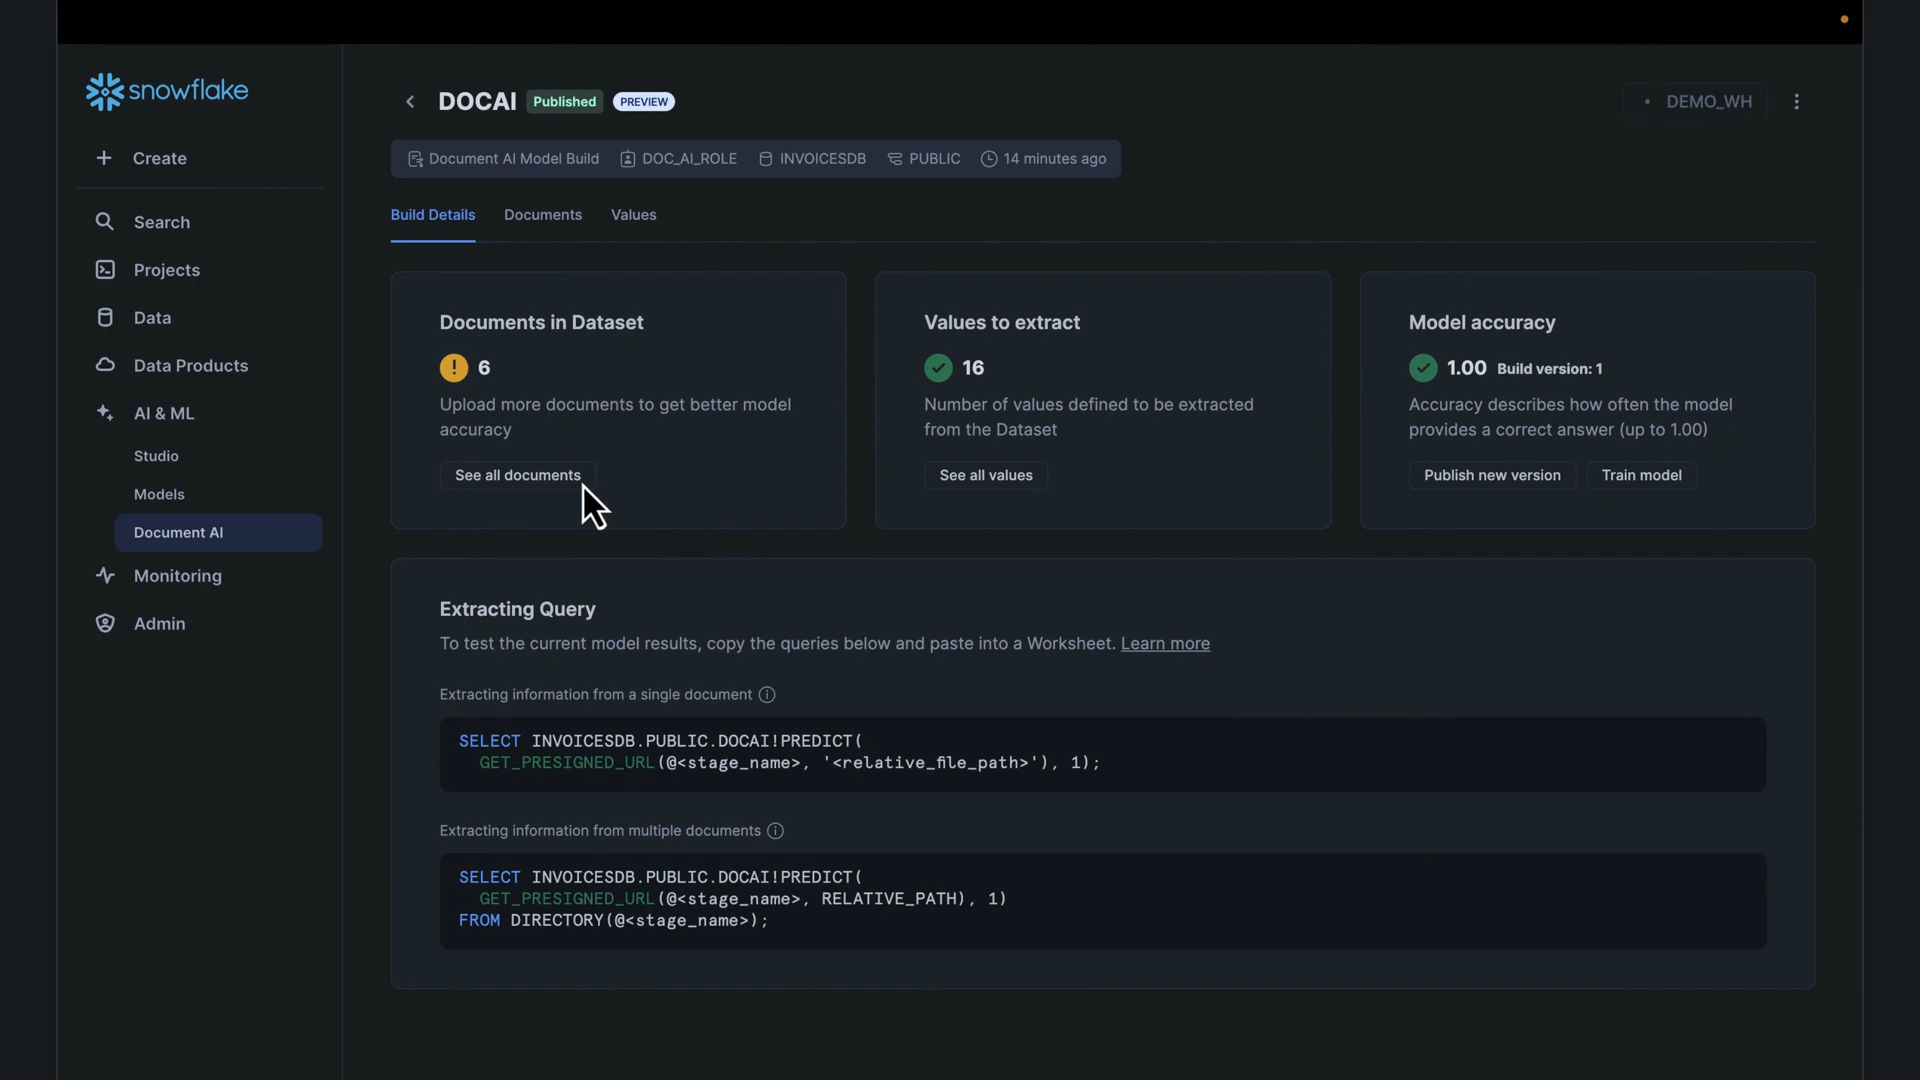 snowflake
Create
Search
Projects
Data
Data Products
AI & ML
Studio
Models
Document AI
Monitoring
Admin
DOCAI Published PREVIEW
DEMO_WH
Document AI Model Build DOC_AI_ROLE INVOICESDB PUBLIC 14 minutes ago
Build Details Documents Values
Documents in Dataset
! 6
Upload more documents to get better model
accuracy
See all documents
Values to extract
16
Number of values defined to be extracted
from the Dataset
See all values
Model accuracy
1.00 Build version: 1
Accuracy describes how often the model
provides a correct answer (up to 1.00)
Publish new version Train model
Extracting Query
To test the current model results, copy the queries below and paste into a Worksheet. Learn more
Extracting information from a single document
SELECT INVOICESDB.PUBLIC.DOCAI!PREDICT(
GET_PRESIGNED_URL(@<stage_name>, '<relative_file_path>'), 1);
Extracting information from multiple documents
SELECT INVOICESDB.PUBLIC.DOCAI!PREDICT(
GET_PRESIGNED_URL(@<stage_name>, RELATIVE_PATH), 1)
FROM DIRECTORY(@<stage_name>);